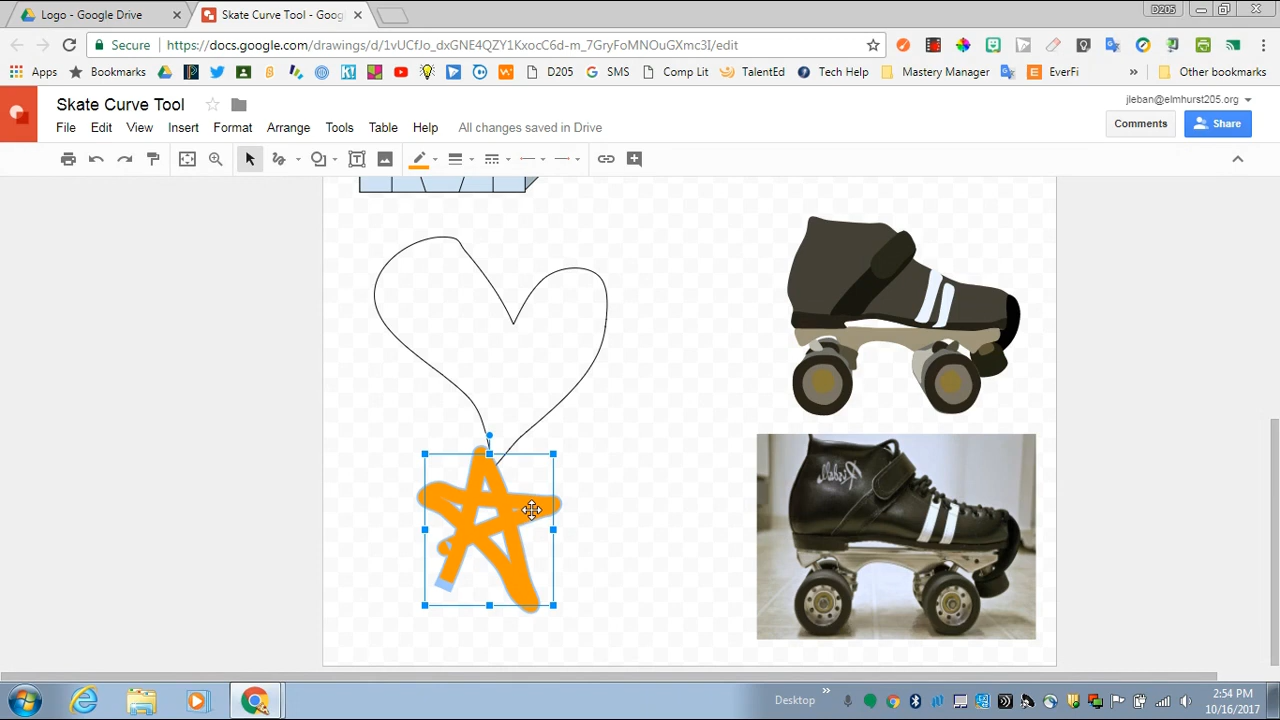 Logo - Google Drive
Skate Curve Tool - Goog
D205
Secure
https://docs.google.com/drawings/d/1vUCfJo_dxGNE4QZY1KxocC6d-m_7GryFoMNOuGXmc3I/edit
Apps
Bookmarks
D205
SMS
Comp Lit
TalentEd
Tech Help
Mastery Manager
EverFi
Other bookmarks
Skate Curve Tool
jleban@elmhurst205.org
File
Edit
View
Insert
Format
Arrange
Tools
Table
Help
All changes saved in Drive
Comments
Share
Riedell
Desktop
2:54 PM
10/16/2017